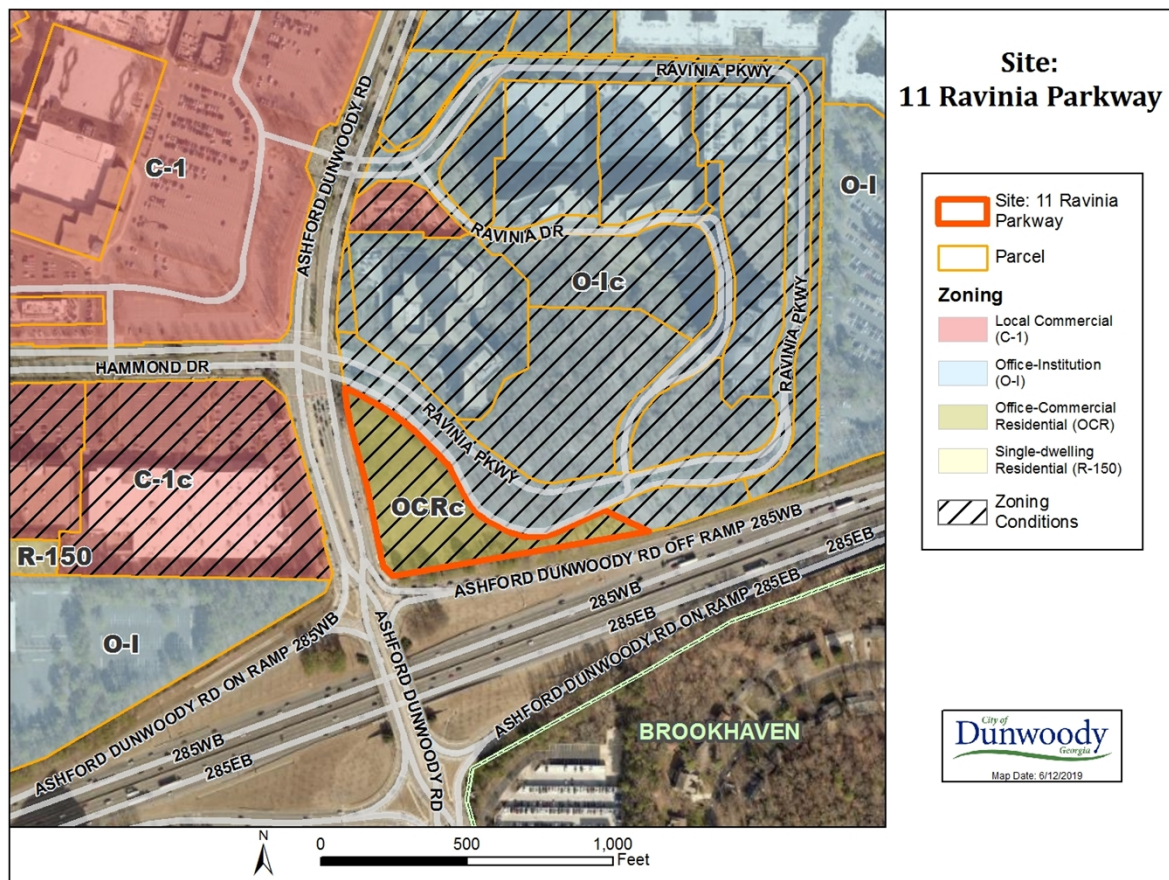 Site:
11 Ravinia Parkway
Site: 11 Ravinia
Parkway
Parcel
Zoning
Local Commercial
(C-1)
Office-Institution
(O-I)
Office-Commercial
Residential (OCR)
Single-dwelling
Residential (R-150)
Zoning
Conditions
RAVINIA PKWY
ASHFORD DUNWOODY RD
C-1
O-I
RAVINIA DR
O-Ic
RAVINIA PKWY
HAMMOND DR
RAVINIA PKWY
C-1c
OCRc
R-150
ASHFORD DUNWOODY RD OFF RAMP 285WB
285WB
285EB
O-I
ASHFORD DUNWOODY RD ON RAMP 285WB
ASHFORD DUNWOODY RD
ASHFORD DUNWOODY RD ON RAMP 285EB
285WB
285EB
BROOKHAVEN
City of
Dunwoody
Georgia
Map Date: 6/12/2019
N
0 500 1,000
Feet